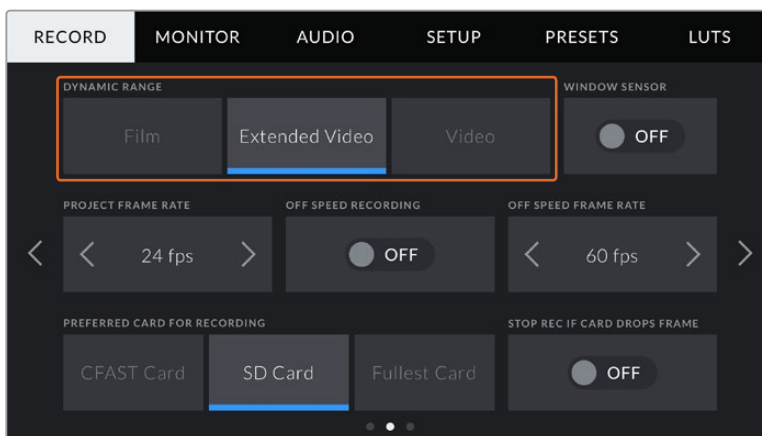 RECORD MONITOR AUDIO SETUP PRESETS LUTS
DYNAMIC RANGE WINDOW SENSOR
Film Extended Video Video OFF
PROJECT FRAME RATE OFF SPEED RECORDING OFF SPEED FRAME RATE
24 fps OFF 60 fps
PREFERRED CARD FOR RECORDING STOP REC IF CARD DROPS FRAME
CFAST Card SD Card Fullest Card OFF